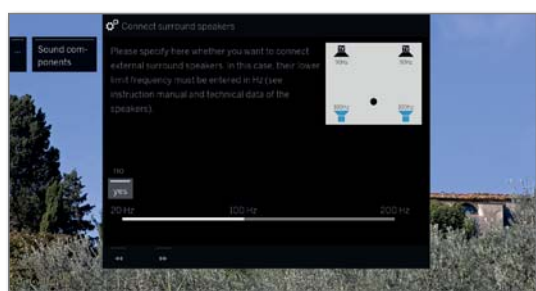 Connect surround speakers
...
Sound com-
ponents
Please specify here whether you want to connect
external surround speakers. In this case, their lower
limit frequency must be entered in Hz (see
instruction manual and technical data of the
speakers).
no
yes
20 Hz 100 Hz 200 Hz